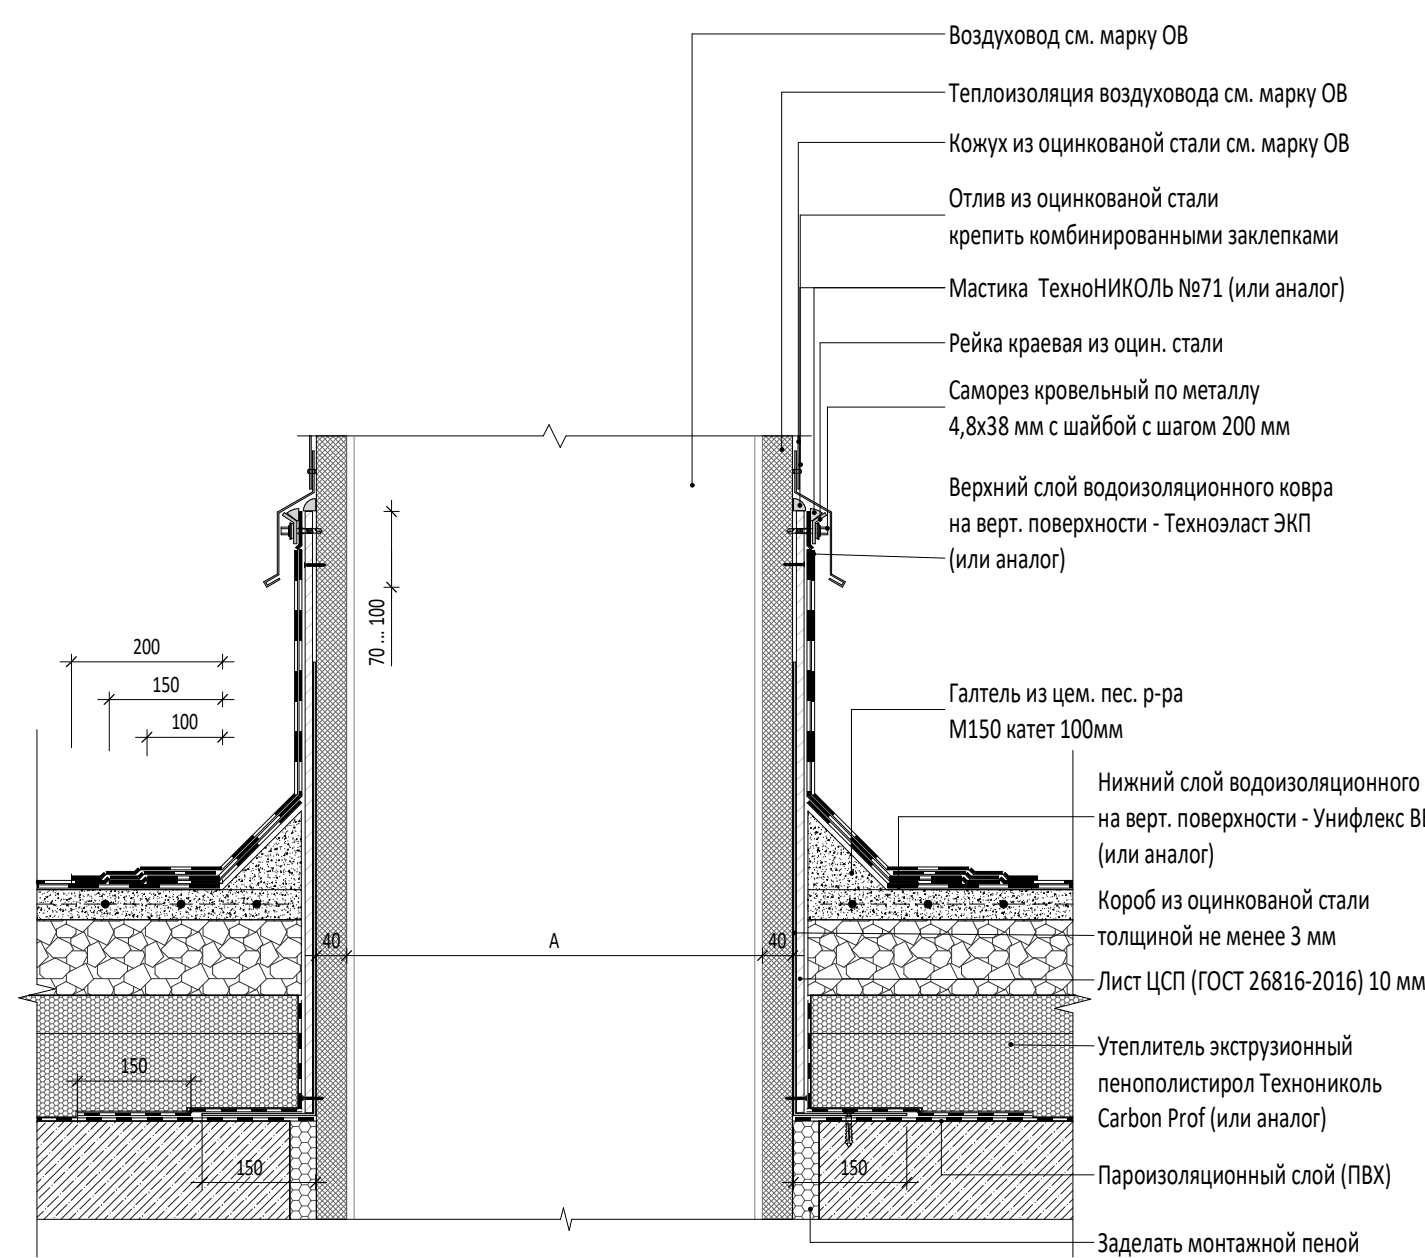 Воздуховод см. марку ОВ
Теплоизоляция воздуховода см. марку ОВ
Кожух из оцинкованой стали см. марку ОВ
Отлив из оцинкованой стали
крепить комбинированными заклепками
Мастика ТехноНИКОЛЬ №71 (или аналог)
Рейка краевая из оцин. стали
Саморез кровельный по металлу
4,8х38 мм с шайбой с шагом 200 мм
Верхний слой водоизоляционного ковра
на верт. поверхности - Техноэласт ЭКП
(или аналог)
70 ... 100
200
150
100
Галтель из цем. пес. р-ра
М150 катет 100мм
Нижний слой водоизоляционного
на верт. поверхности - Унифлекс
(или аналог)
Короб из оцинкованой стали
толщиной не менее 3 мм
40
А
40
Лист ЦСП (ГОСТ 26816-2016) 10 мм
Утеплитель экструзионный
пенополистирол Технониколь
Carbon Prof (или аналог)
150
150
150
Пароизоляционный слой (ПВХ)
Заделать монтажной пеной